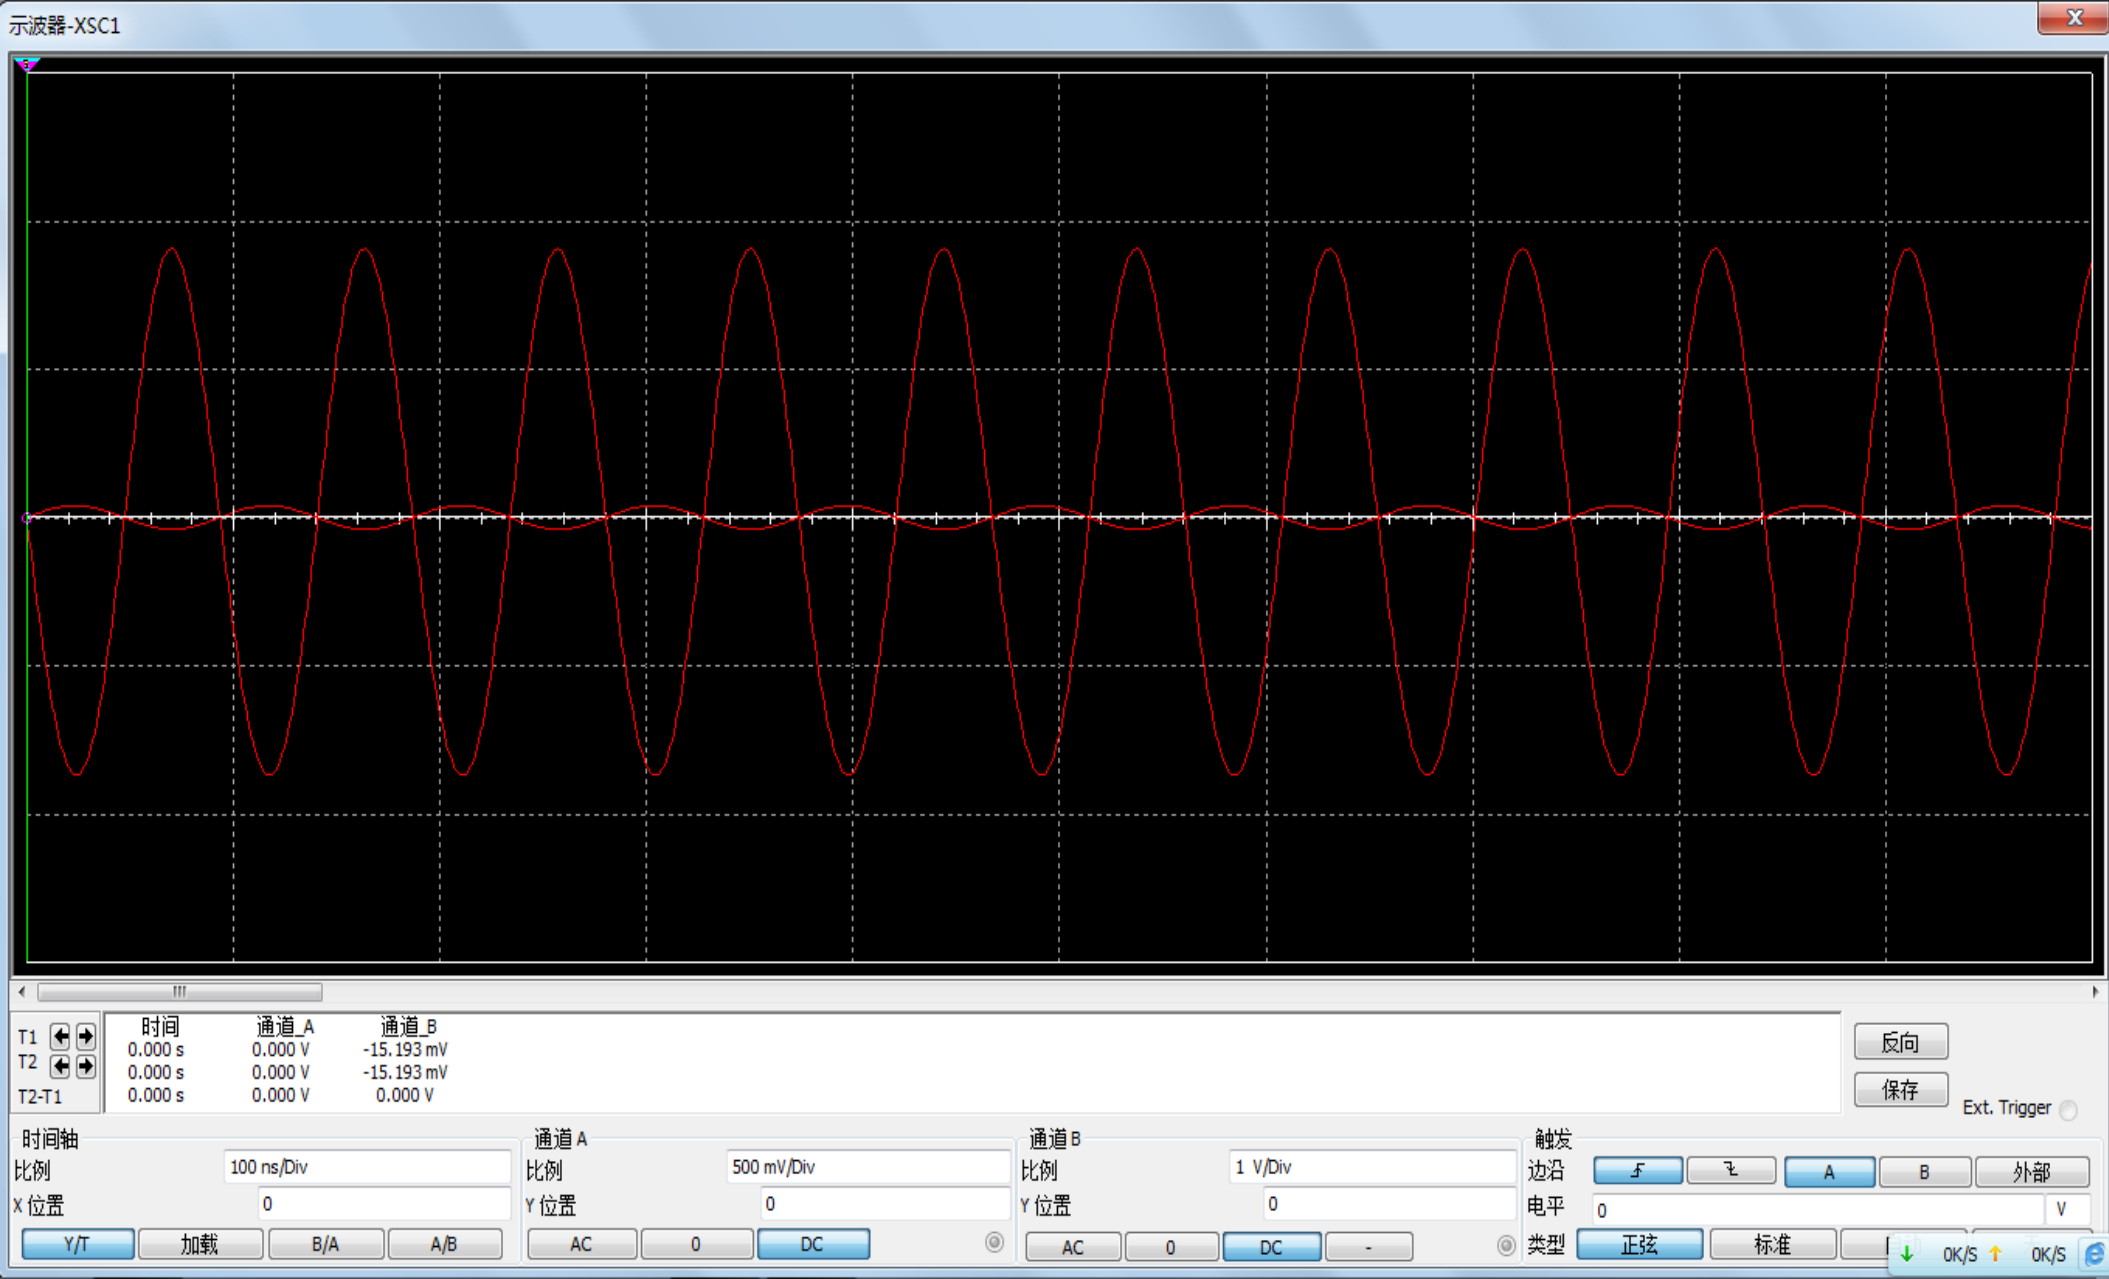 示波器-XSC1
T1
T2
T2-T1
时间 通道_A 通道_B
0.000 s 0.000 V -15.193 mV
0.000 s 0.000 V -15.193 mV
0.000 s 0.000 V 0.000 V
反向
保存
Ext. Trigger
时间轴
比例 100 ns/Div
X 位置 0
Y/T 加载 B/A A/B
通道 A
比例 500 mV/Div
Y 位置 0
AC 0 DC
通道 B
比例 1 V/Div
Y 位置 0
AC 0 DC -
触发
边沿 A B 外部
电平 0 V
类型 正弦 标准
0K/S 0K/S